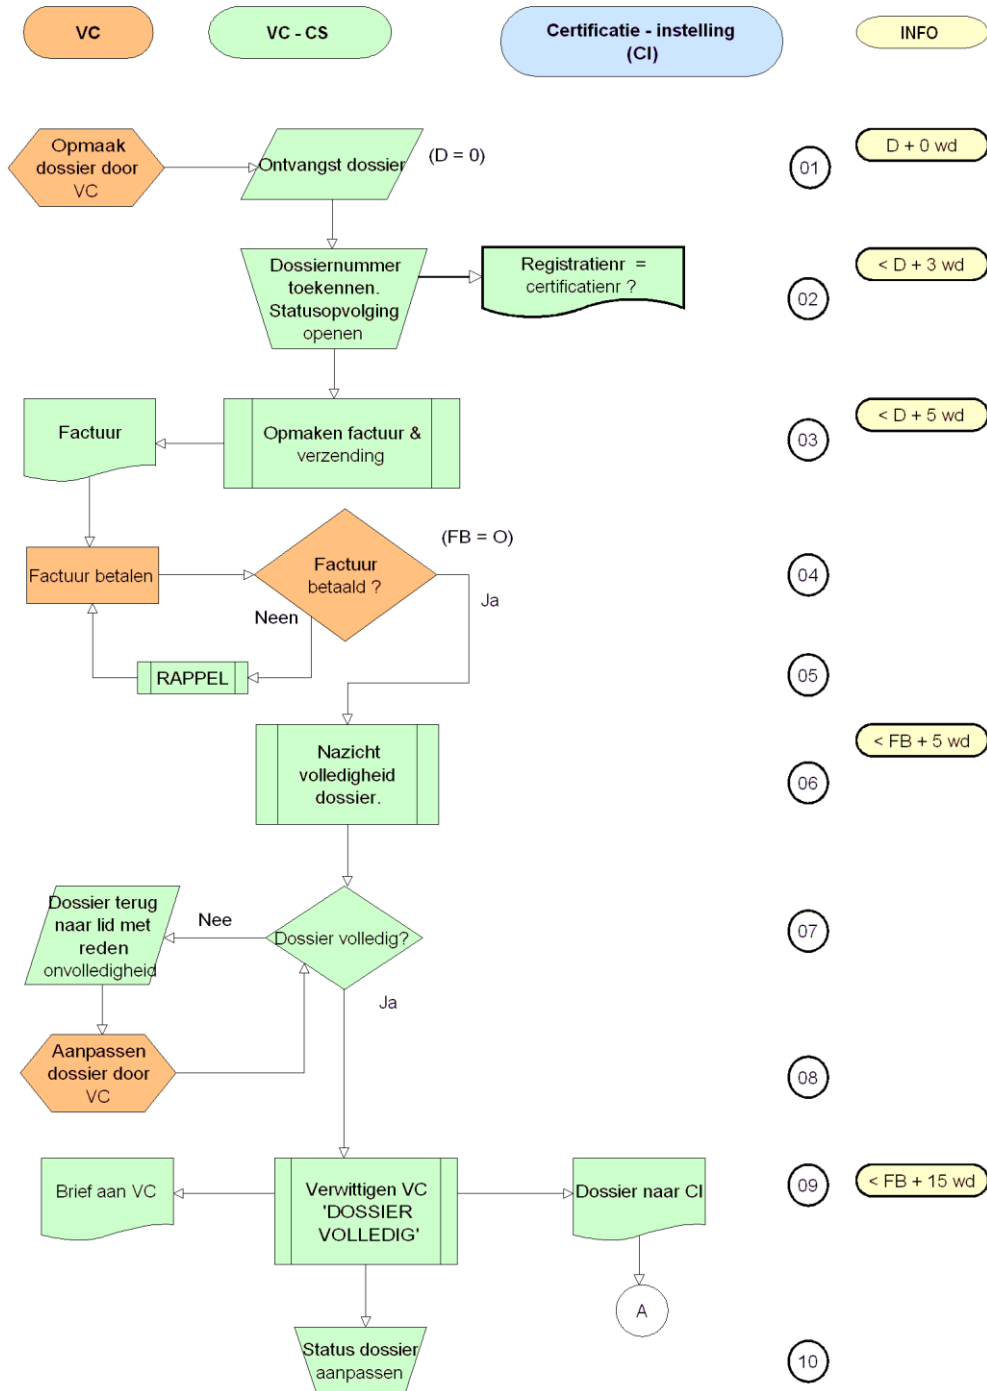 VC
VC - CS
Certificatie - instelling
(CI)
INFO
Opmaak
dossier door
VC
Ontvangst dossier
(D = 0)
01
D + 0 wd
Dossiernummer
toekennen.
Statusopvolging
openen
Registratienr =
certificatienr ?
02
< D + 3 wd
Factuur
Opmaken factuur &
verzending
03
< D + 5 wd
Factuur betalen
Factuur
betaald ?
(FB = O)
Ja
Neen
04
RAPPEL
05
Nazicht
volledigheid
dossier.
06
< FB + 5 wd
Dossier terug
naar lid met
reden
onvolledigheid
Nee
Dossier volledig?
Ja
07
Aanpassen
dossier door
VC
08
Brief aan VC
Verwittigen VC
'DOSSIER
VOLLEDIG'
Dossier naar CI
09
< FB + 15 wd
A
Status dossier
aanpassen
10